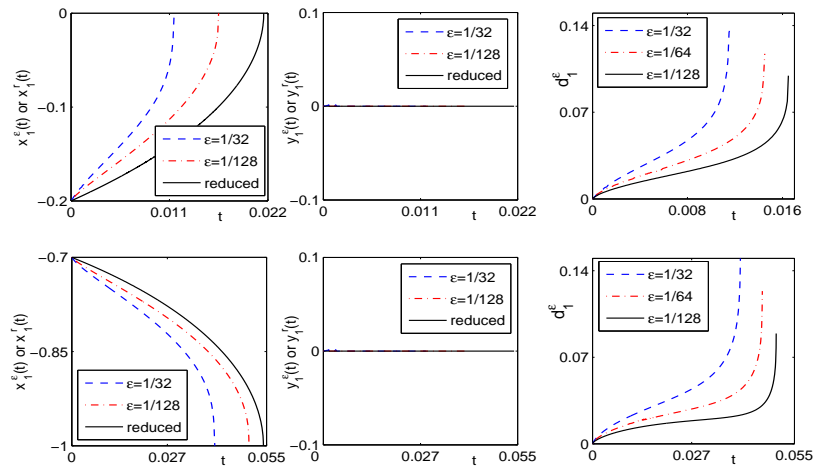 0
−0.1
−0.2
0
0.011
0.022
t
x₁^ε(t) or x₁^r(t)
ε=1/32
ε=1/128
reduced
0.1
0
−0.1
0
0.011
0.022
t
y₁^ε(t) or y₁^r(t)
ε=1/32
ε=1/128
reduced
0.14
0.07
0
0
0.008
0.016
t
d₁^ε
ε=1/32
ε=1/64
ε=1/128
−0.7
−0.85
−1
0
0.027
0.055
t
x₁^ε(t) or x₁^r(t)
ε=1/32
ε=1/128
reduced
0.1
0
−0.1
0
0.027
0.055
t
y₁^ε(t) or y₁^r(t)
ε=1/32
ε=1/128
reduced
0.14
0.07
0
0
0.027
0.055
t
d₁^ε
ε=1/32
ε=1/64
ε=1/128